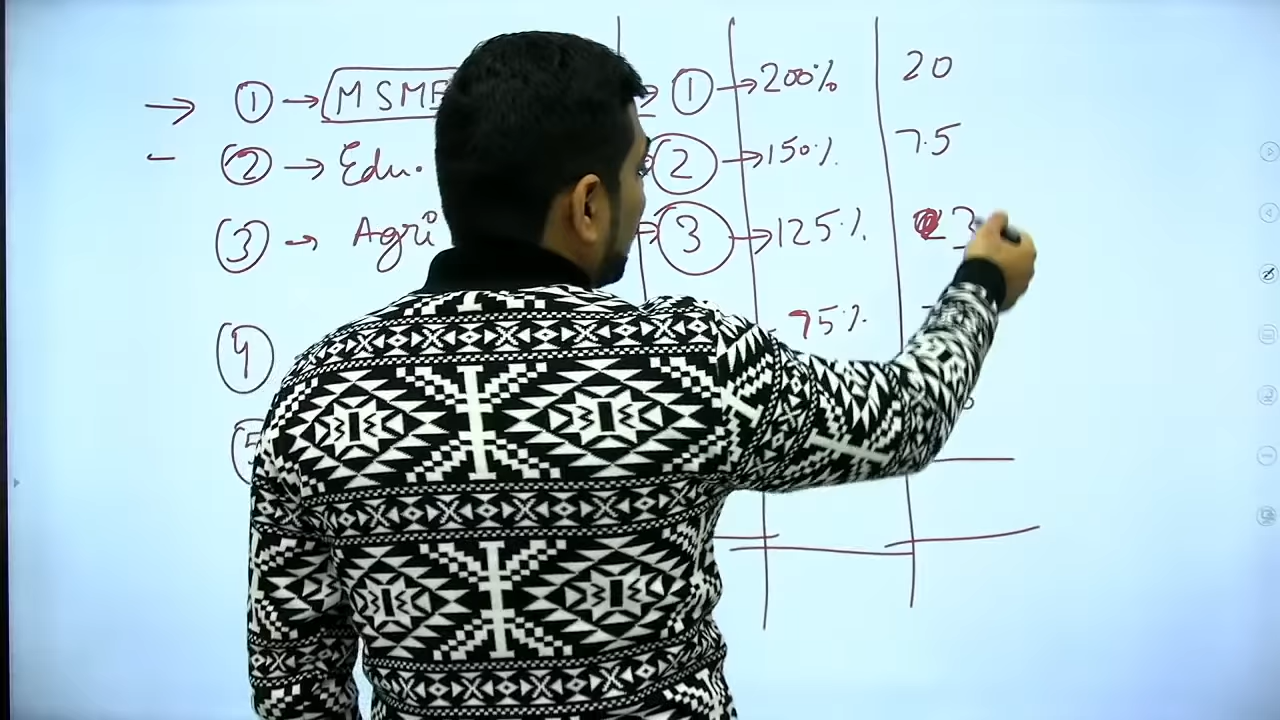 → ① → MSME → ① → 200% 20
- ② → Edu. ② → 150% 7.5
③ → Agri → ③ → 125% 3
④ 75%
⑤